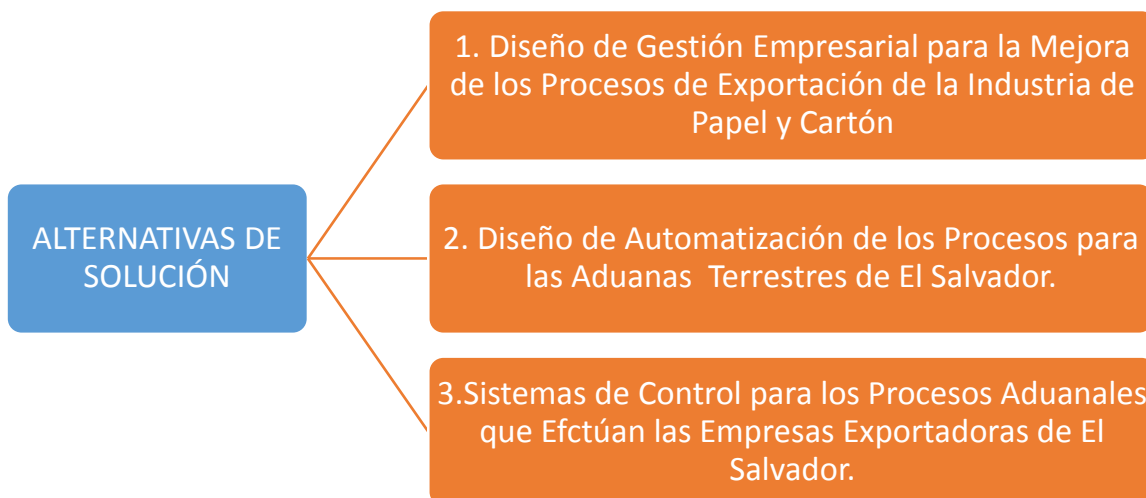 1. Diseño de Gestión Empresarial para la Mejora
de los Procesos de Exportación de la Industria de
Papel y Cartón
ALTERNATIVAS DE
SOLUCIÓN
2. Diseño de Automatización de los Procesos para
las Aduanas Terrestres de El Salvador.
3.Sistemas de Control para los Procesos Aduanales
que Efctúan las Empresas Exportadoras de El
Salvador.